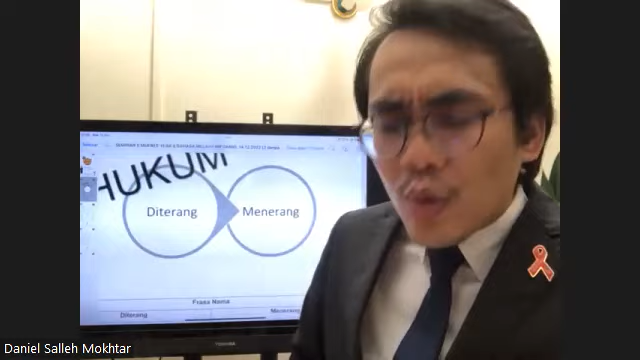 HUKUM
Diterang
Menerang
Frasa Nama
Diterang
Menerang
TOSHIBA
Daniel Salleh Mokhtar